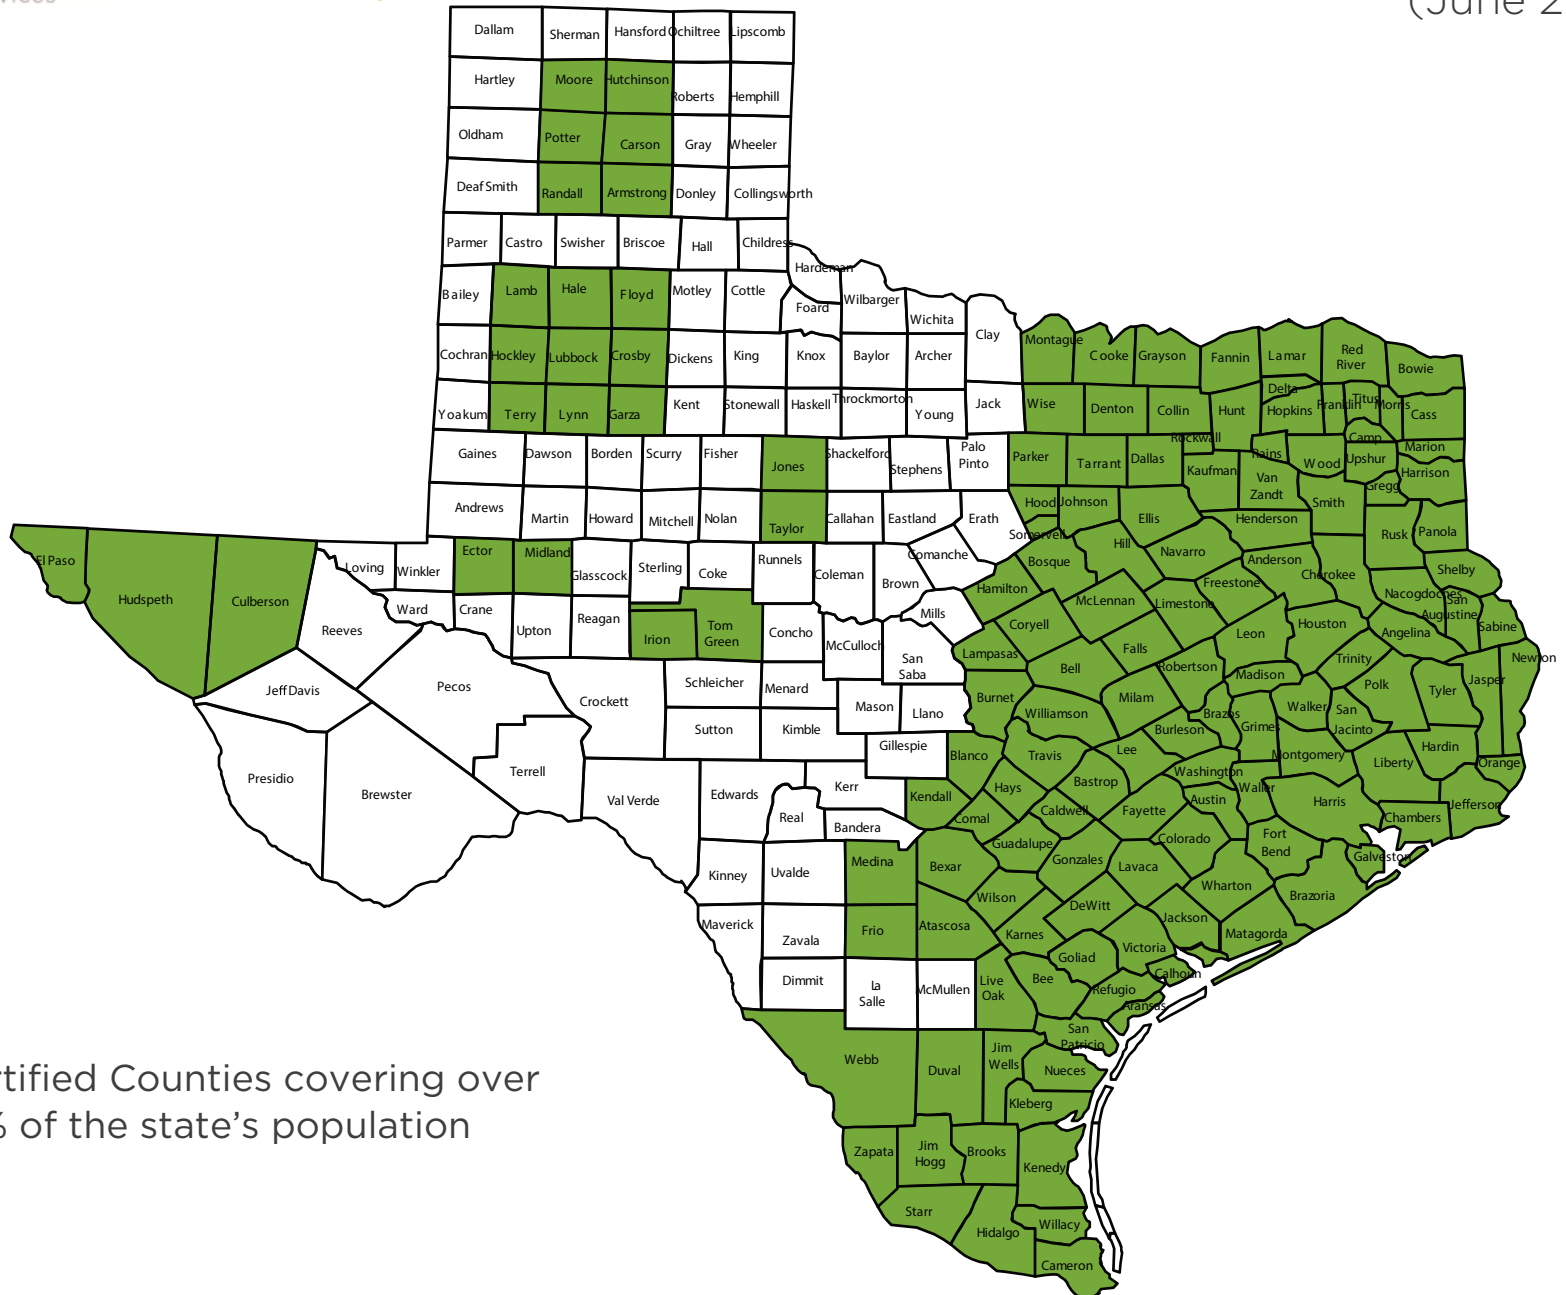 (June 2
Dallam
Sherman
Hansford
Ochiltree
Lipscomb
Hartley
Moore
Hutchinson
Roberts
Hemphill
Oldham
Potter
Carson
Gray
Wheeler
Deaf Smith
Randall
Armstrong
Donley
Collingsworth
Parmer
Castro
Swisher
Briscoe
Hall
Childress
Hardeman
Bailey
Lamb
Hale
Floyd
Motley
Cottle
Foard
Wilbarger
Wichita
Clay
Montague
Cooke
Grayson
Fannin
Lamar
Red
River
Bowie
Cochran
Hockley
Lubbock
Crosby
Dickens
King
Knox
Baylor
Archer
Yoakum
Terry
Lynn
Garza
Kent
Stonewall
Haskell
Throckmorton
Young
Jack
Wise
Denton
Collin
Hunt
Delta
Hopkins
Franklin
Titus
Morris
Cass
Gaines
Dawson
Borden
Scurry
Fisher
Jones
Shackelford
Stephens
Palo
Pinto
Parker
Tarrant
Dallas
Rockwall
Kaufman
Rains
Van
Zandt
Wood
Camp
Upshur
Marion
Harrison
Gregg
Andrews
Martin
Howard
Mitchell
Nolan
Taylor
Callahan
Eastland
Erath
Hood
Johnson
Somervell
Ellis
Henderson
Smith
Rusk
Panola
El Paso
Hudspeth
Culberson
Loving
Winkler
Ector
Midland
Glasscock
Sterling
Coke
Runnels
Coleman
Brown
Comanche
Hamilton
Bosque
Hill
Navarro
Freestone
Anderson
Cherokee
Shelby
Nacogdoches
San
Augustine
Sabine
Reeves
Ward
Crane
Upton
Reagan
Irion
Tom
Green
Concho
McCulloch
San
Saba
Mills
Lampasas
Coryell
McLennan
Limestone
Falls
Bell
Robertson
Leon
Houston
Madison
Trinity
Angelina
Polk
Tyler
Jasper
Newton
Jeff Davis
Pecos
Crockett
Schleicher
Menard
Mason
Llano
Burnet
Williamson
Milam
Brazos
Burleson
Grimes
Walker
San
Jacinto
Hardin
Orange
Presidio
Brewster
Terrell
Sutton
Kimble
Gillespie
Blanco
Travis
Lee
Bastrop
Washington
Montgomery
Liberty
Jefferson
Chambers
Val Verde
Edwards
Real
Kerr
Bandera
Kendall
Comal
Hays
Caldwell
Fayette
Austin
Waller
Harris
Galveston
Kinney
Uvalde
Medina
Bexar
Guadalupe
Gonzales
Lavaca
Colorado
Fort
Bend
Wharton
Brazoria
Maverick
Zavala
Frio
Atascosa
Wilson
Karnes
DeWitt
Jackson
Matagorda
Victoria
Goliad
Calhoun
Dimmit
La
Salle
McMullen
Live
Oak
Bee
Refugio
Aransas
San
Patricio
Webb
Duval
Jim
Wells
Nueces
Kleberg
Zapata
Jim
Hogg
Brooks
Kenedy
Starr
Hidalgo
Willacy
Cameron
rtified Counties covering over
% of the state's population